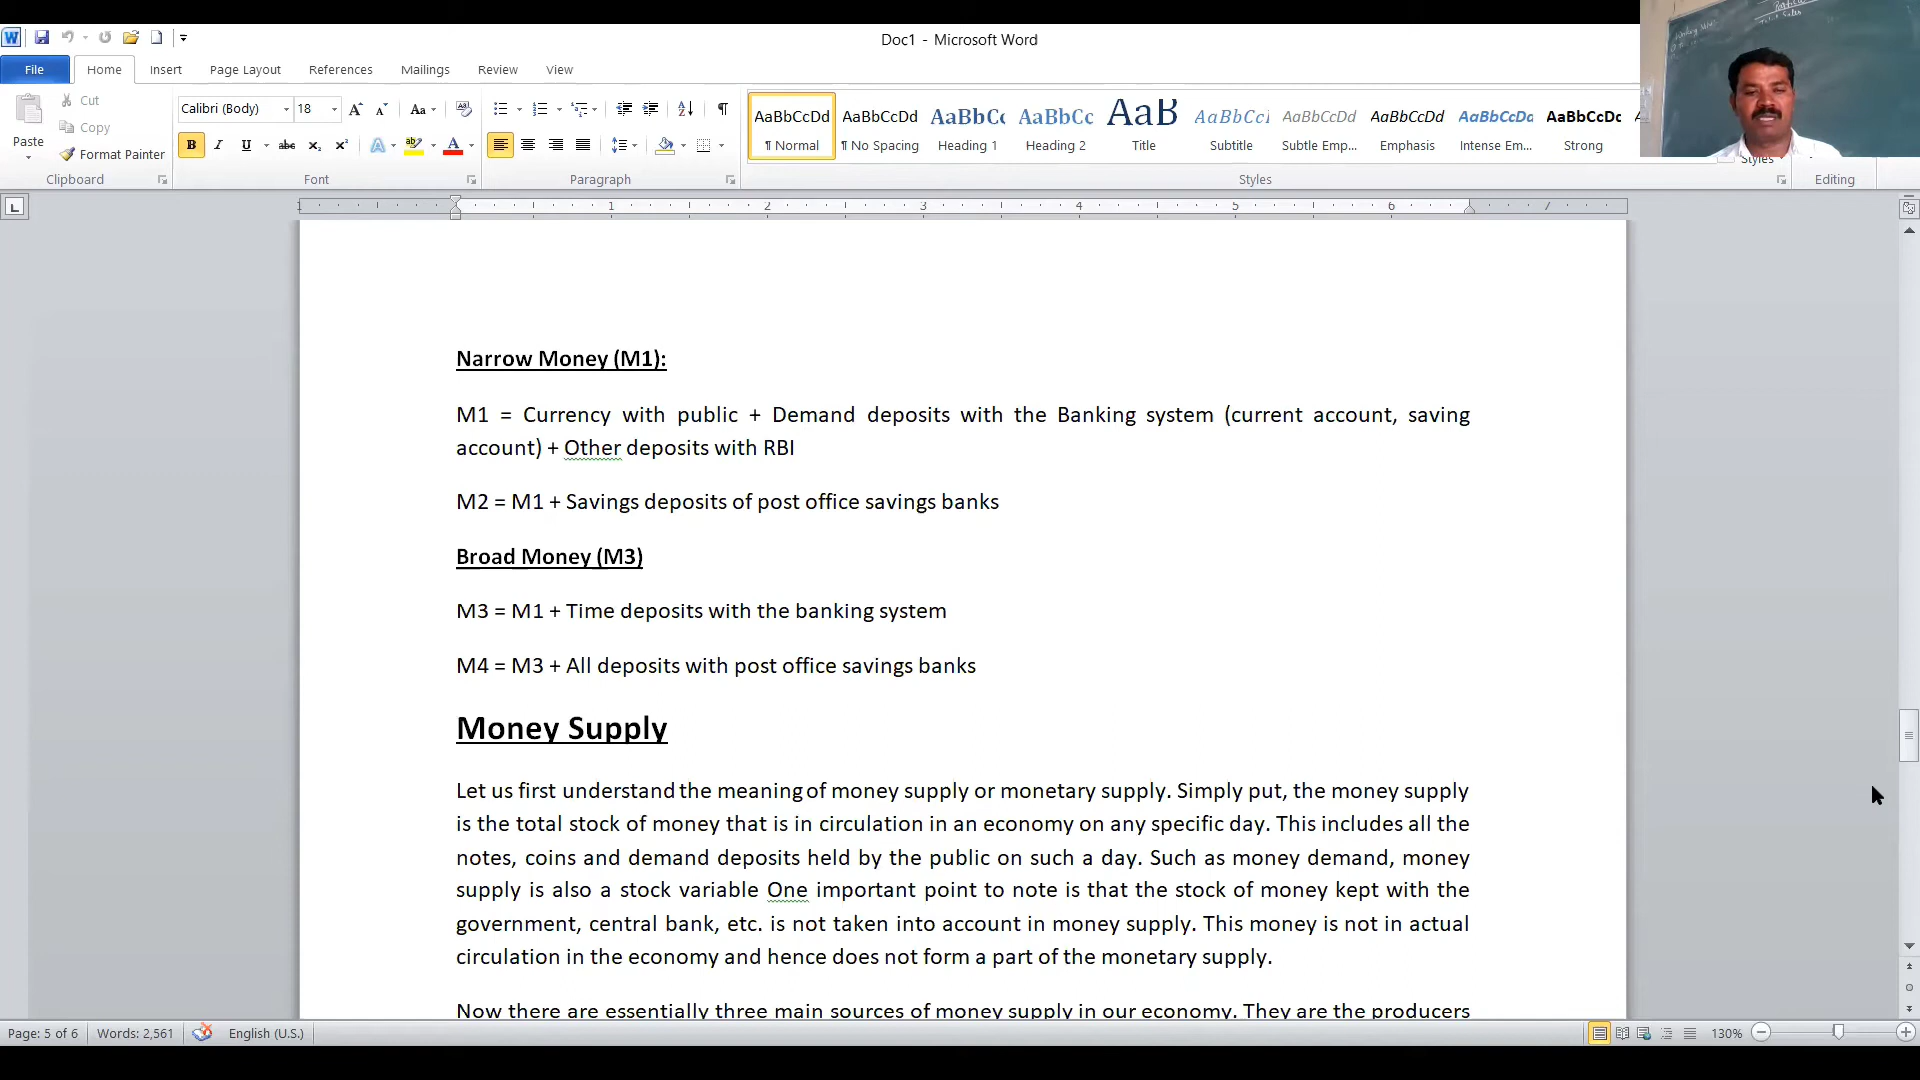 Doc1 - Microsoft Word
File Home Insert Page Layout References Mailings Review View
Paste
Cut
Copy
Format Painter
Clipboard
Calibri (Body) 18
Font
Paragraph
AaBbCcDd AaBbCcDd AaBbCc AaBbCc AaB AaBbCcI AaBbCcDd AaBbCcDd AaBbCcDd AaBbCcDc
¶ Normal ¶ No Spacing Heading 1 Heading 2 Title Subtitle Subtle Emp... Emphasis Intense Em... Strong
Styles
Styles
Editing
1 1 2 3 4 5 6 7
Narrow Money (M1):
M1 = Currency with public + Demand deposits with the Banking system (current account, saving
account) + Other deposits with RBI
M2 = M1 + Savings deposits of post office savings banks
Broad Money (M3)
M3 = M1 + Time deposits with the banking system
M4 = M3 + All deposits with post office savings banks
Money Supply
Let us first understand the meaning of money supply or monetary supply. Simply put, the money supply
is the total stock of money that is in circulation in an economy on any specific day. This includes all the
notes, coins and demand deposits held by the public on such a day. Such as money demand, money
supply is also a stock variable One important point to note is that the stock of money kept with the
government, central bank, etc. is not taken into account in money supply. This money is not in actual
circulation in the economy and hence does not form a part of the monetary supply.
Now there are essentially three main sources of money supply in our economy. They are the producers
Page: 5 of 6 Words: 2,561 English (U.S.) 130%